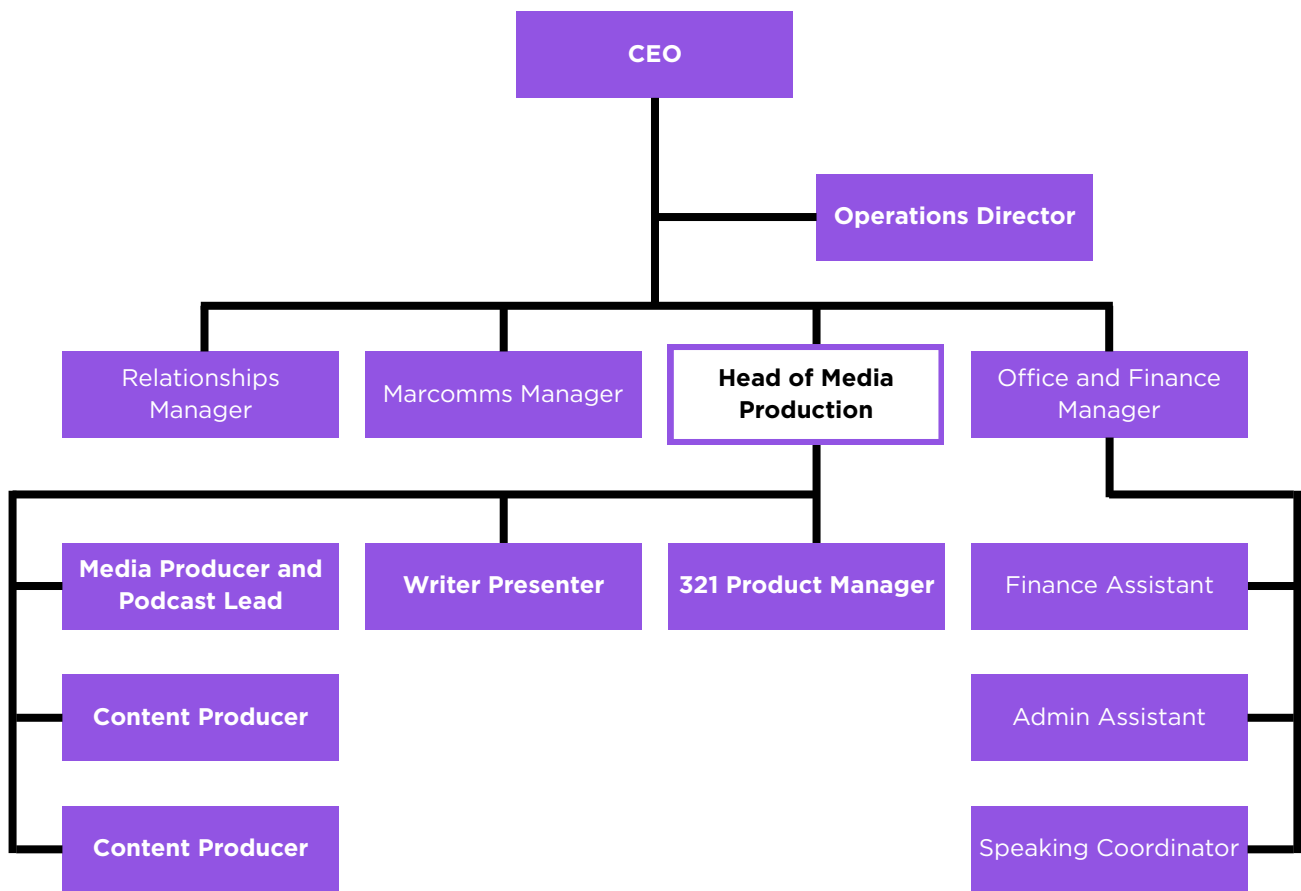 CEO
Operations Director
Relationships
Manager
Marcomms Manager
Head of Media
Production
Office and Finance
Manager
Media Producer and
Podcast Lead
Writer Presenter
321 Product Manager
Finance Assistant
Content Producer
Admin Assistant
Content Producer
Speaking Coordinator